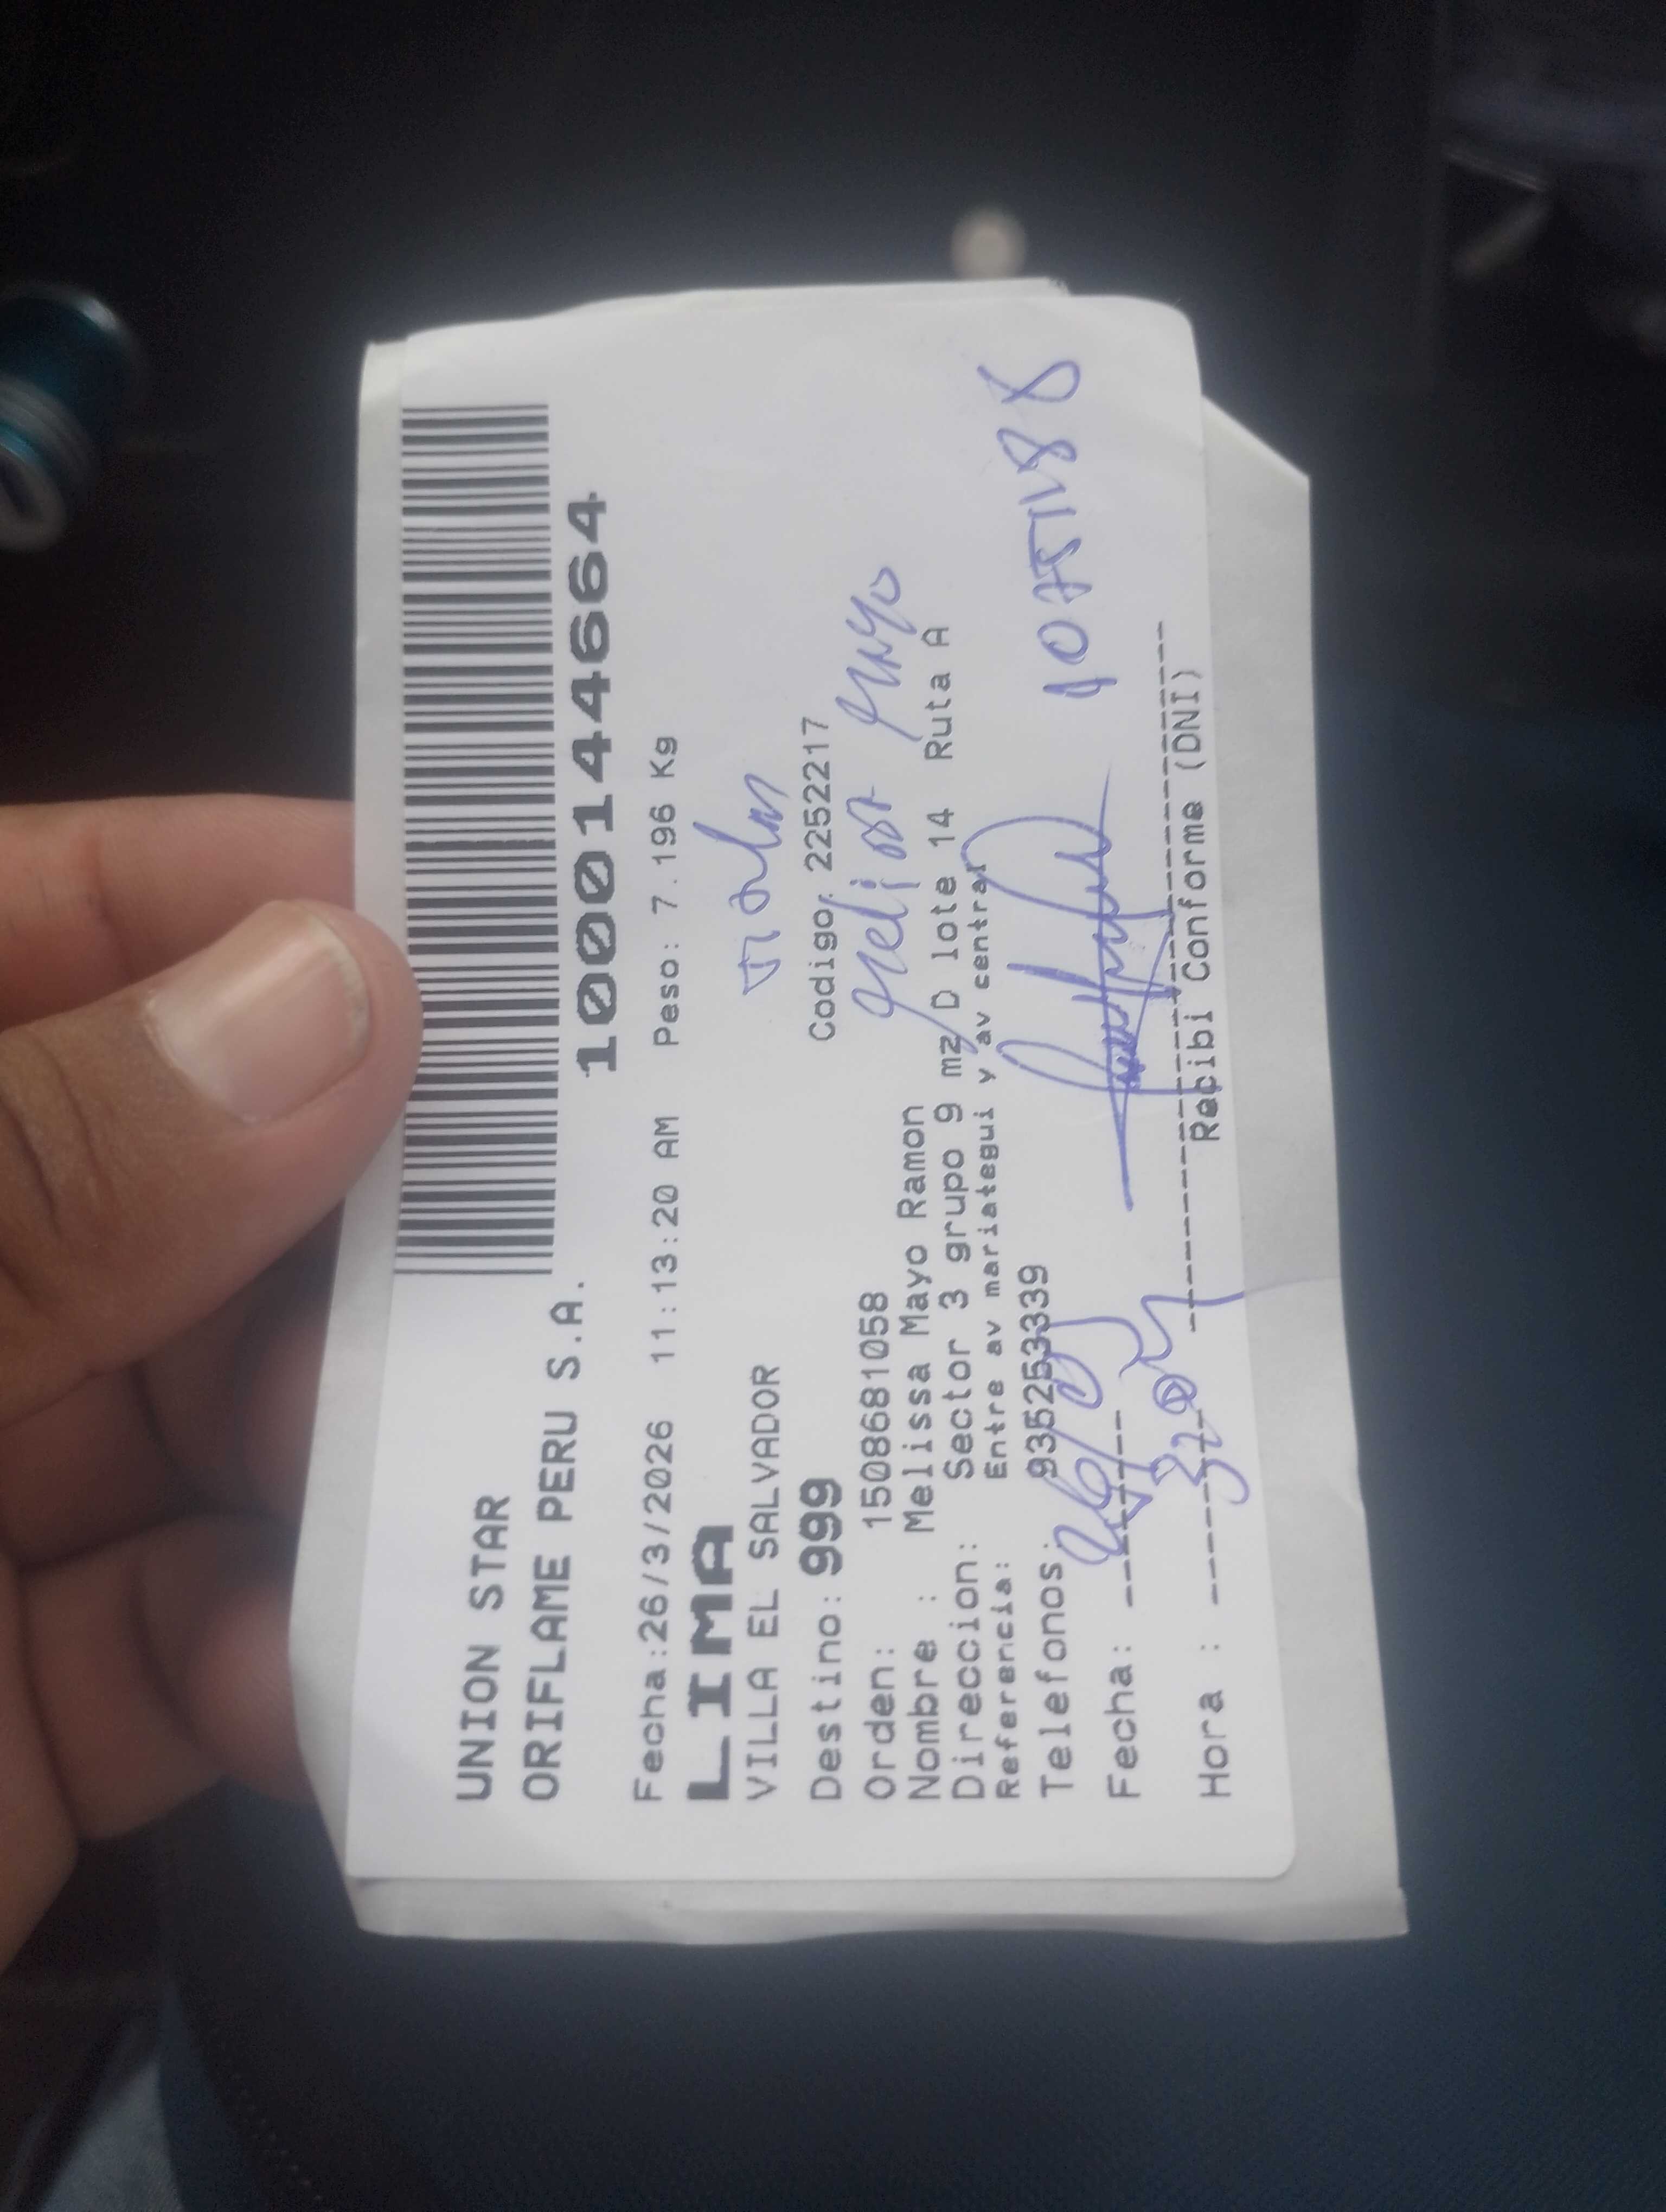 UNION STAR
ORIFLAME PERU S.A.
1000144664
Fecha:26/3/2026 11:13:20 AM Peso: 7.196 Kg
LIMA
VILLA EL SALVADOR
Destino: 999 Codigo: 2252217
Orden: 1508681058
Nombre : Melissa Mayo Ramon
Direccion: Sector 3 grupo 9 mz D lote 14 Ruta A
Referencia: Entre av mariategui y av central
Telefonos: 935253339
Fecha: ------
Hora : ------
Recibi Conforme (DNI)